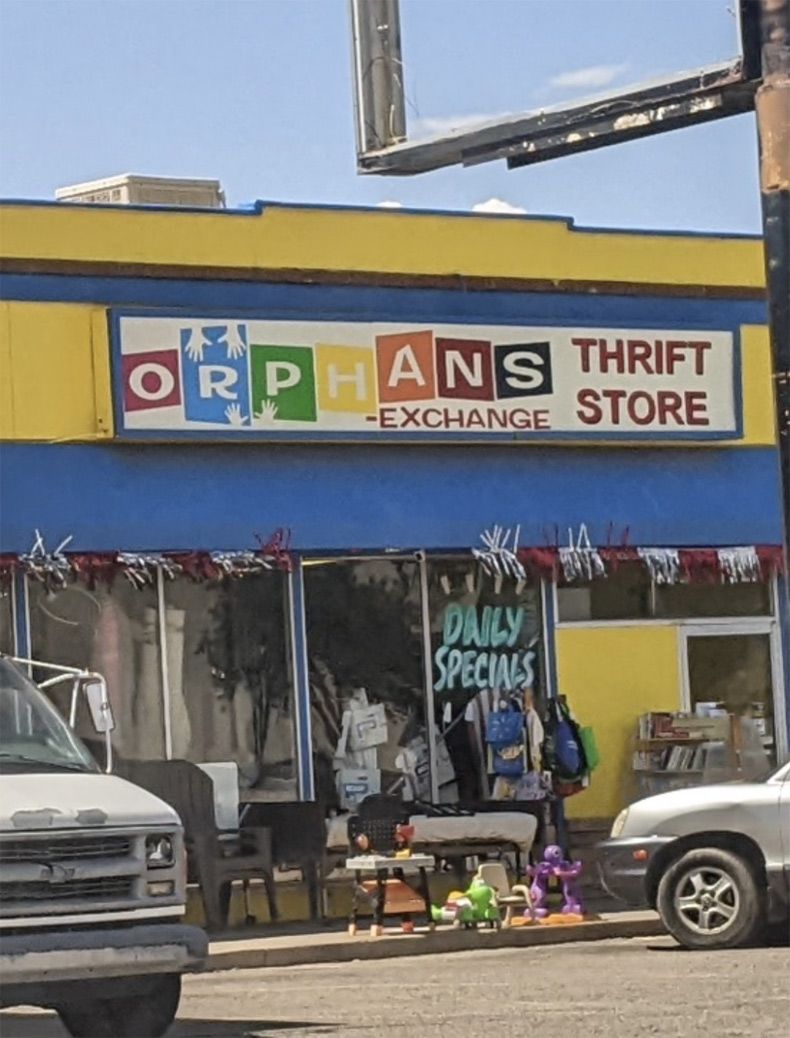 ORPHANS
-EXCHANGE
THRIFT
STORE
DAILY
SPECIALS